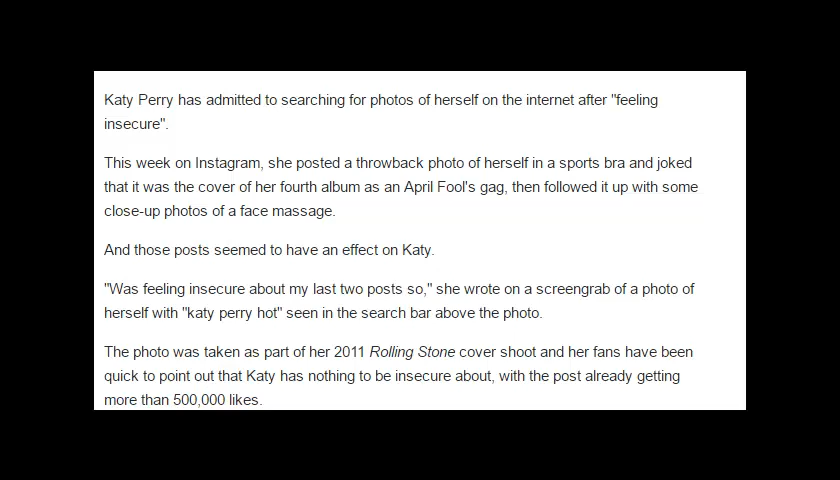 Katy Perry has admitted to searching for photos of herself on the internet after "feeling
insecure".
This week on Instagram, she posted a throwback photo of herself in a sports bra and joked
that it was the cover of her fourth album as an April Fool's gag, then followed it up with some
close-up photos of a face massage.
And those posts seemed to have an effect on Katy.
"Was feeling insecure about my last two posts so," she wrote on a screengrab of a photo of
herself with "katy perry hot" seen in the search bar above the photo.
The photo was taken as part of her 2011 Rolling Stone cover shoot and her fans have been
quick to point out that Katy has nothing to be insecure about, with the post already getting
more than 500,000 likes.